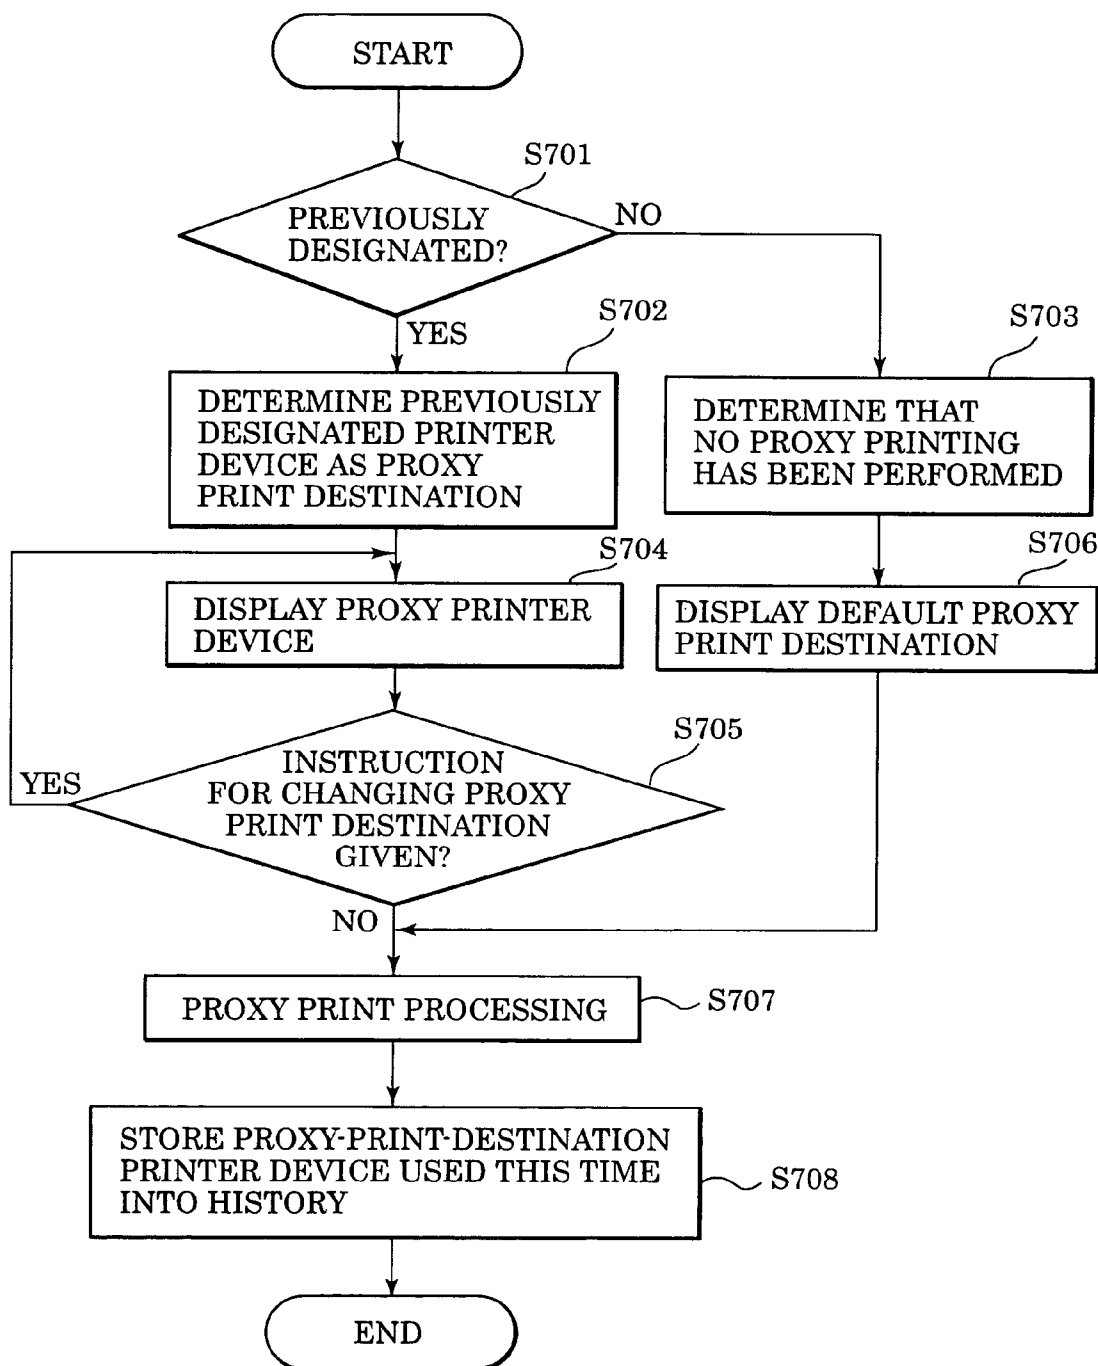 START
S701
PREVIOUSLY
DESIGNATED?
NO
YES
S702
DETERMINE PREVIOUSLY
DESIGNATED PRINTER
DEVICE AS PROXY
PRINT DESTINATION
S703
DETERMINE THAT
NO PROXY PRINTING
HAS BEEN PERFORMED
S704
DISPLAY PROXY PRINTER
DEVICE
S706
DISPLAY DEFAULT PROXY
PRINT DESTINATION
S705
INSTRUCTION
FOR CHANGING PROXY
PRINT DESTINATION
GIVEN?
YES
NO
PROXY PRINT PROCESSING
S707
STORE PROXY-PRINT-DESTINATION
PRINTER DEVICE USED THIS TIME
INTO HISTORY
S708
END